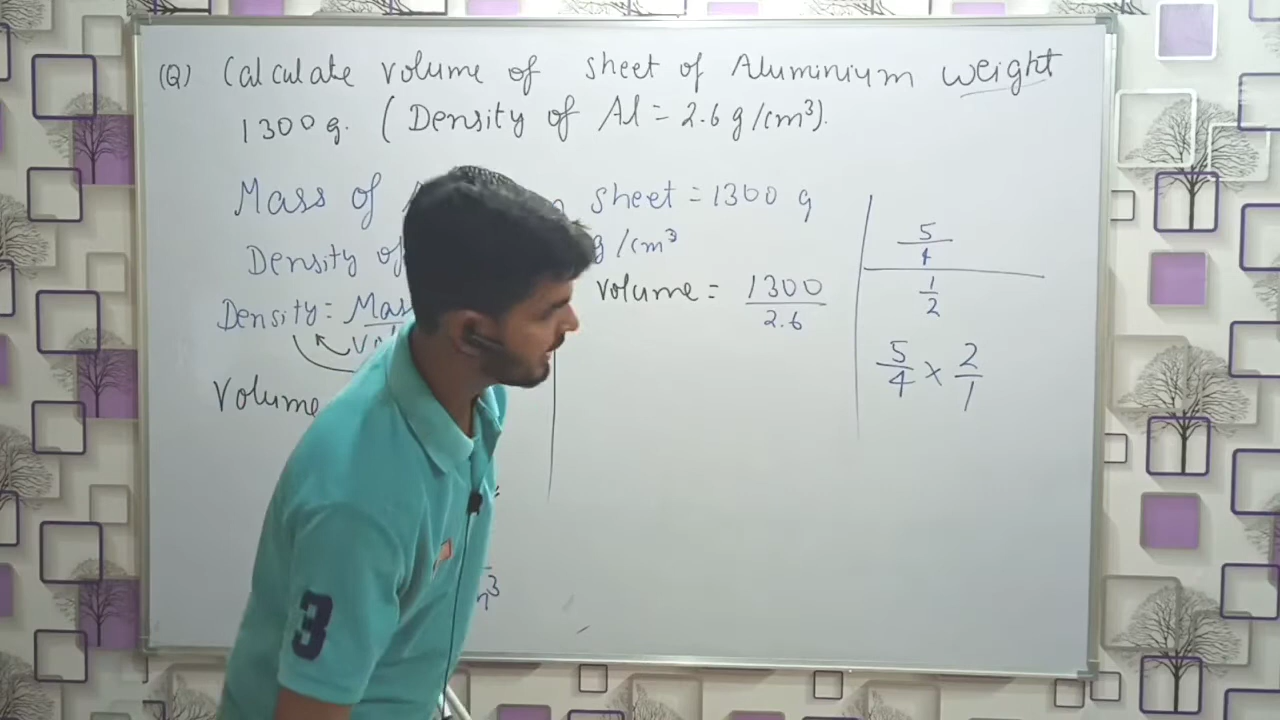 (Q) Calculate volume of sheet of Aluminium weight
1300 g. (Density of Al = 2.6 g/cm³).
Mass of sheet = 1300 g
Density of g/cm³
Density = Mas
Volume
volume = 1300
2.6
5
4
1
2
5/4 × 2/1
3